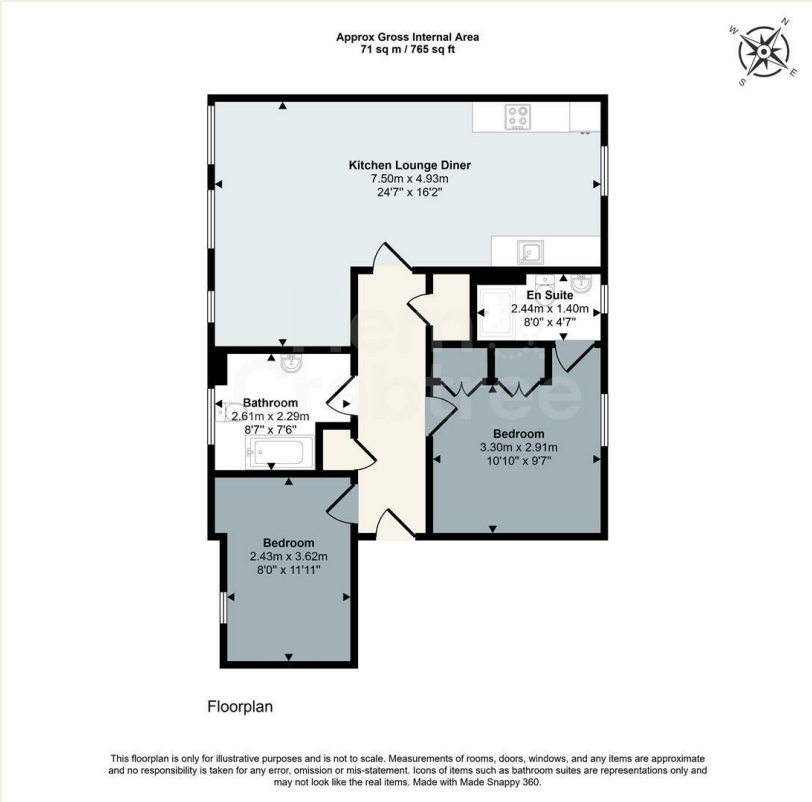 Approx Gross Internal Area
71 sq m / 765 sq ft
N
W
E
S
Kitchen Lounge Diner
7.50m x 4.93m
24'7" x 16'2"
En Suite
2.44m x 1.40m
8'0" x 4'7"
Bathroom
2.61m x 2.29m
8'7" x 7'6"
Bedroom
3.30m x 2.91m
10'10" x 9'7"
Bedroom
2.43m x 3.62m
8'0" x 11'11"
Crabtree
Floorplan
This floorplan is only for illustrative purposes and is not to scale. Measurements of rooms, doors, windows, and any items are approximate
and no responsibility is taken for any error, omission or mis-statement. Icons of items such as bathroom suites are representations only and
may not look like the real items. Made with Made Snappy 360.